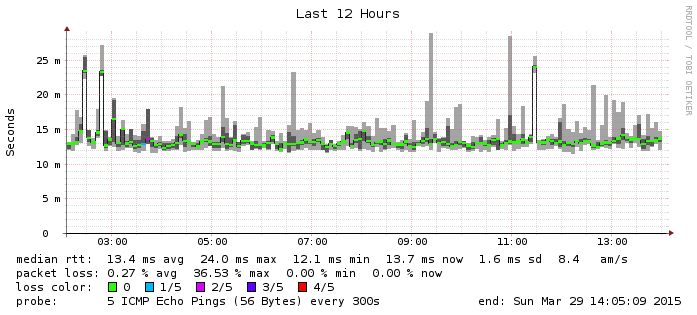 Last 12 Hours
RRDTOOL / TOBI OETIKER
Seconds
25 m
20 m
15 m
10 m
5 m
0
03:00 05:00 07:00 09:00 11:00 13:00
median rtt: 13.4 ms avg 24.0 ms max 12.1 ms min 13.7 ms now 1.6 ms sd 8.4 am/s
packet loss: 0.27 % avg 36.53 % max 0.00 % min 0.00 % now
loss color: 0 1/5 2/5 3/5 4/5
probe: 5 ICMP Echo Pings (56 Bytes) every 300s end: Sun Mar 29 14:05:09 2015